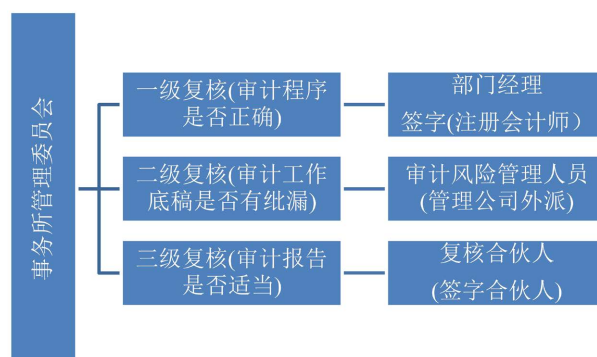 事务所管理委员会
一级复核(审计程序
是否正确)
部门经理
签字(注册会计师）
二级复核(审计工作
底稿是否有纰漏)
审计风险管理人员
(管理公司外派)
三级复核(审计报告
是否适当)
复核合伙人
(签字合伙人)